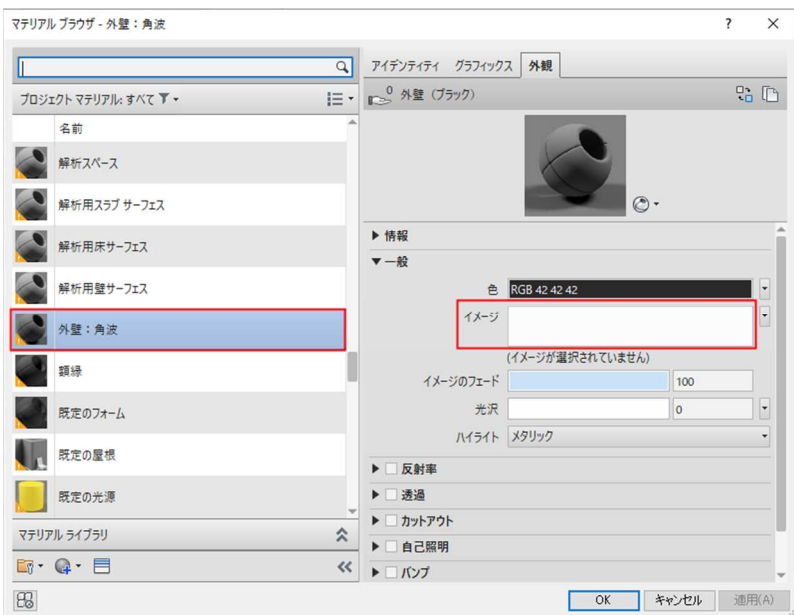 マテリアル ブラウザ - 外壁：角波
? ×
プロジェクト マテリアル: すべて
名前
解析スペース
解析用スラブ サーフェス
解析用床サーフェス
解析用壁サーフェス
外壁：角波
額縁
既定のフォーム
既定の屋根
既定の光源
マテリアル ライブラリ
アイデンティティ グラフィックス 外観
0 外壁（ブラック）
▶ 情報
▼ 一般
色 RGB 42 42 42
イメージ
(イメージが選択されていません)
イメージのフェード 100
光沢 0
ハイライト メタリック
▶ 反射率
▶ 透過
▶ カットアウト
▶ 自己照明
▶ バンプ
OK キャンセル 適用(A)